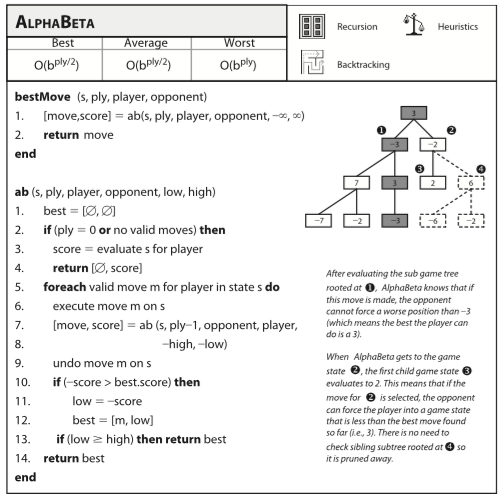 ALPHABETA
Best Average Worst
O(b^ply/2) O(b^ply/2) O(b^ply)
Recursion Heuristics
Backtracking
bestMove (s, ply, player, opponent)
1. [move,score] = ab(s, ply, player, opponent, −∞, ∞)
2. return move
end
ab (s, ply, player, opponent, low, high)
1. best = [∅, ∅]
2. if (ply = 0 or no valid moves) then
3. score = evaluate s for player
4. return [∅, score]
5. foreach valid move m for player in state s do
6. execute move m on s
7. [move, score] = ab (s, ply−1, opponent, player,
8. −high, −low)
9. undo move m on s
10. if (−score > best.score) then
11. low = −score
12. best = [m, low]
13. if (low ≥ high) then return best
14. return best
end
3
❶ ❷
−3 −2
❸ ❹
7 3 2 6
−7 −2 −3 −6 −2
After evaluating the sub game tree
rooted at ❶, AlphaBeta knows that if
this move is made, the opponent
cannot force a worse position than −3
(which means the best the player can
do is a 3).
When AlphaBeta gets to the game
state ❷, the first child game state ❸
evaluates to 2. This means that if the
move for ❷ is selected, the opponent
can force the player into a game state
that is less than the best move found
so far (i.e., 3). There is no need to
check sibling subtree rooted at ❹ so
it is pruned away.